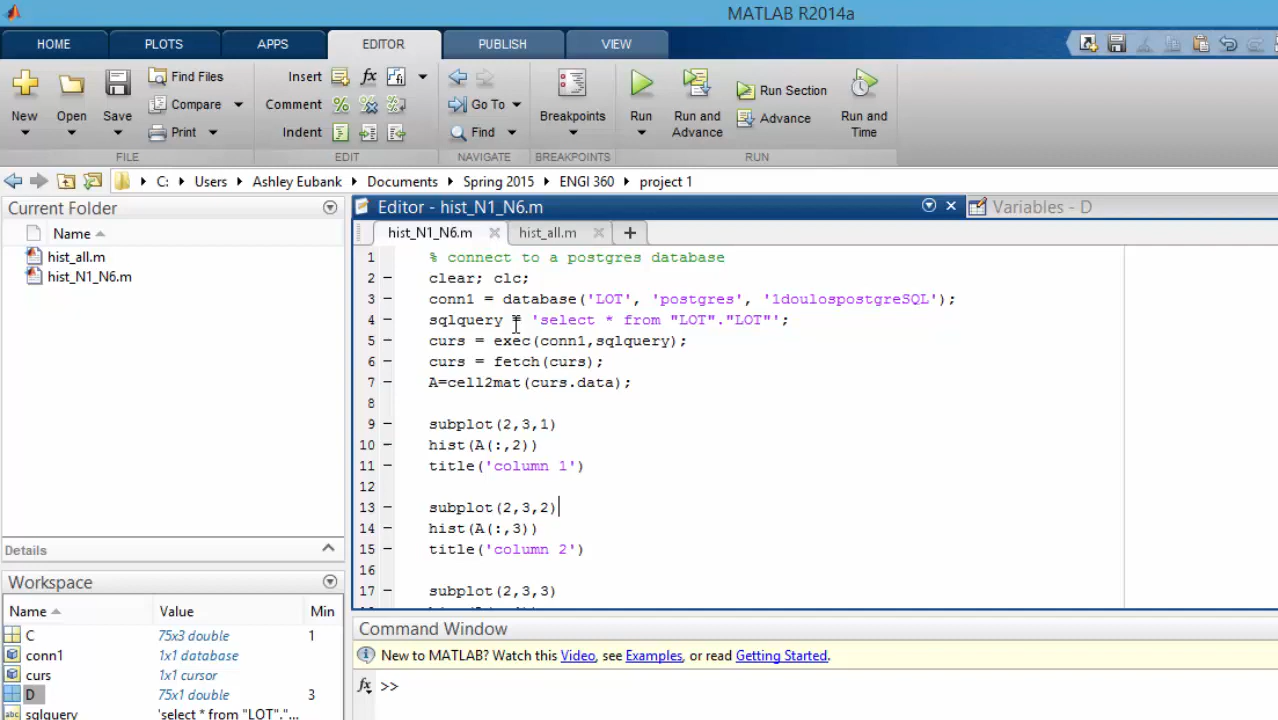 MATLAB R2014a
HOME PLOTS APPS EDITOR PUBLISH VIEW
New Open Save Find Files Compare Print
Insert fx Comment Indent
Go To Find
Breakpoints
Run Run and Advance Run Section Advance Run and Time
FILE EDIT NAVIGATE BREAKPOINTS RUN
C: Users Ashley Eubank Documents Spring 2015 ENGI 360 project 1
Current Folder
Name
hist_all.m
hist_N1_N6.m
Details
Workspace
Name Value Min
C 75x3 double 1
conn1 1x1 database
curs 1x1 cursor
D 75x1 double 3
sqlquery 'select * from "LOT"."...
Editor - hist_N1_N6.m
Variables - D
hist_N1_N6.m hist_all.m
1 % connect to a postgres database
2 clear; clc;
3 conn1 = database('LOT', 'postgres', '1doulospostgreSQL');
4 sqlquery = 'select * from "LOT"."LOT"';
5 curs = exec(conn1,sqlquery);
6 curs = fetch(curs);
7 A=cell2mat(curs.data);
8
9 subplot(2,3,1)
10 hist(A(:,2))
11 title('column 1')
12
13 subplot(2,3,2)
14 hist(A(:,3))
15 title('column 2')
16
17 subplot(2,3,3)
Command Window
New to MATLAB? Watch this Video, see Examples, or read Getting Started.
fx >>